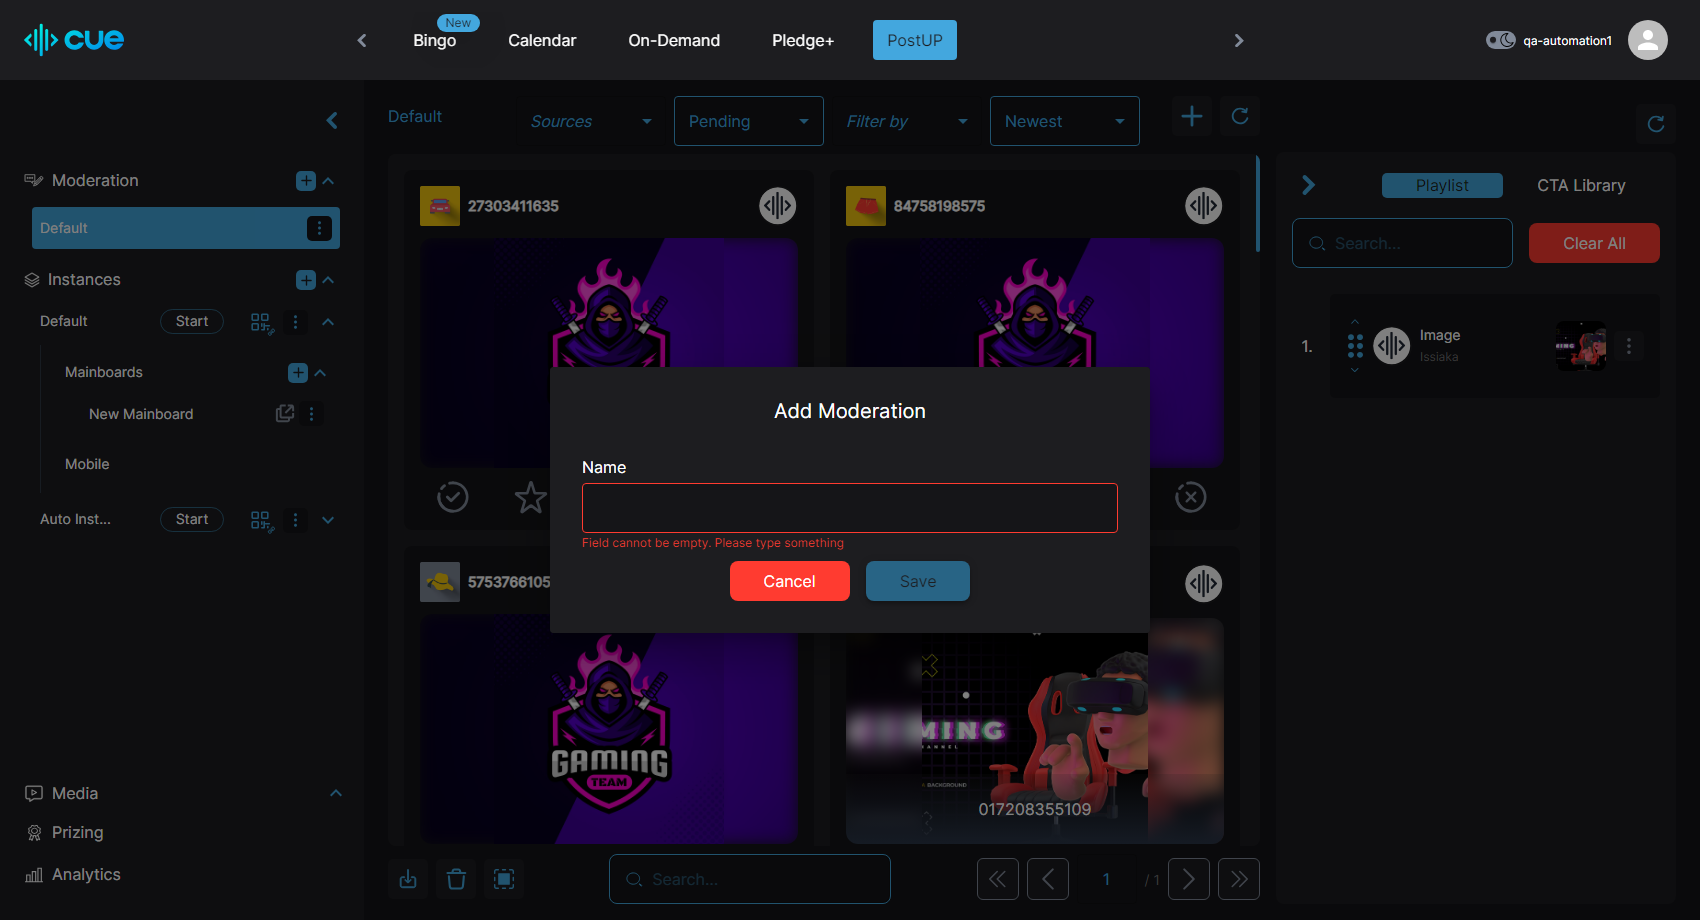 cue
New
Bingo
Calendar
On-Demand
Pledge+
PostUP
qa-automation1
Moderation
Default
Instances
Default
Start
Mainboards
New Mainboard
Mobile
Auto Inst...
Start
Media
Prizing
Analytics
Default
Sources
Pending
Filter by
Newest
27303411635
84758198575
5753766105
GAMING
TEAM
MING
BACKGROUND
017208355109
Add Moderation
Name
Field cannot be empty. Please type something
Cancel
Save
Search...
1
/ 1
Playlist
CTA Library
Search...
Clear All
1.
Image
Issiaka